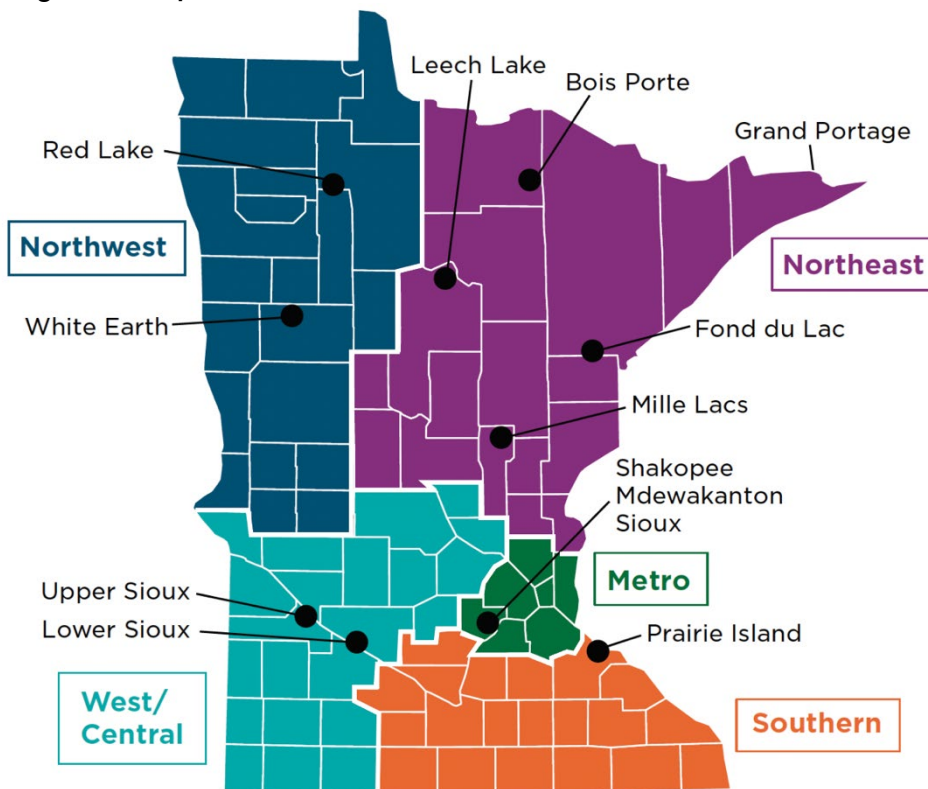 Leech Lake
Bois Porte
Grand Portage
Red Lake
Northwest
Northeast
White Earth
Fond du Lac
Mille Lacs
Shakopee
Mdewakanton
Sioux
Metro
Upper Sioux
Lower Sioux
Prairie Island
West/
Central
Southern